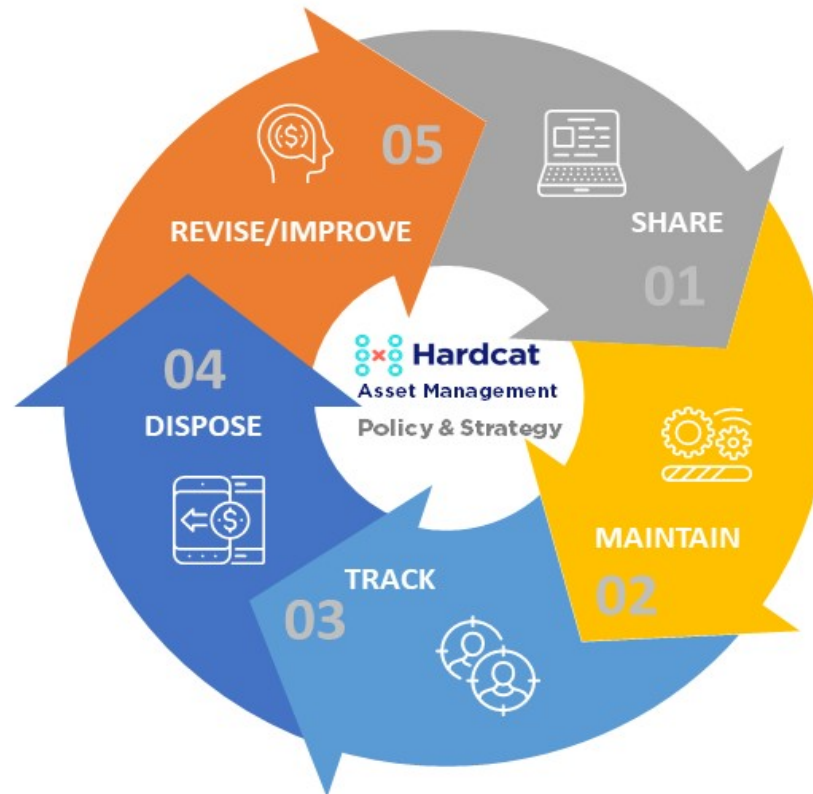 05
REVISE/IMPROVE
SHARE
01
Hardcat
Asset Management
Policy & Strategy
04
DISPOSE
MAINTAIN
02
TRACK
03